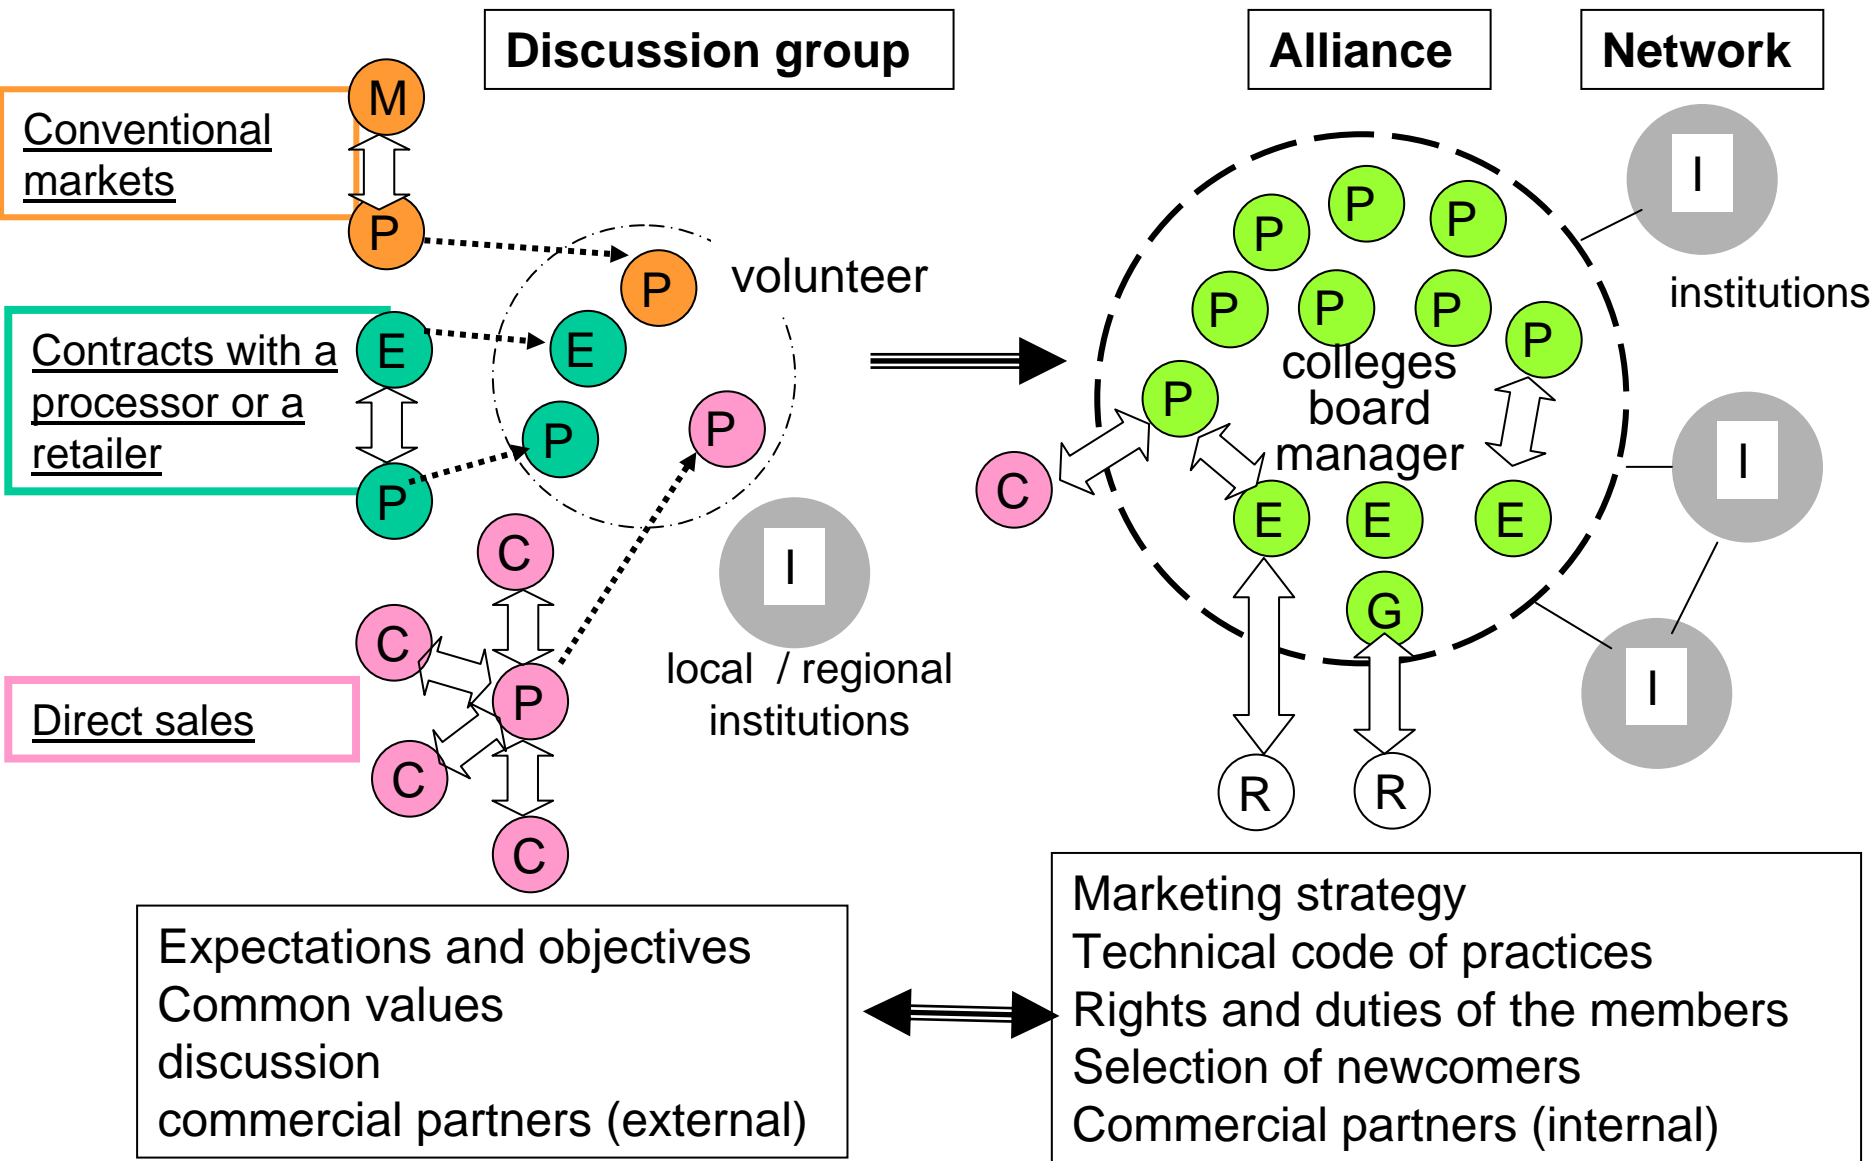 Discussion group
Alliance
Network
M
Conventional
markets
P
P
volunteer
E
Contracts with a
processor or a
retailer
E
P
P
P
C
C
P
Direct sales
C
C
I
local / regional
institutions
P
P
P
P
P
P
P
P
colleges
board
manager
C
E
E
E
G
R
R
I
institutions
I
I
Expectations and objectives
Common values
discussion
commercial partners (external)
Marketing strategy
Technical code of practices
Rights and duties of the members
Selection of newcomers
Commercial partners (internal)